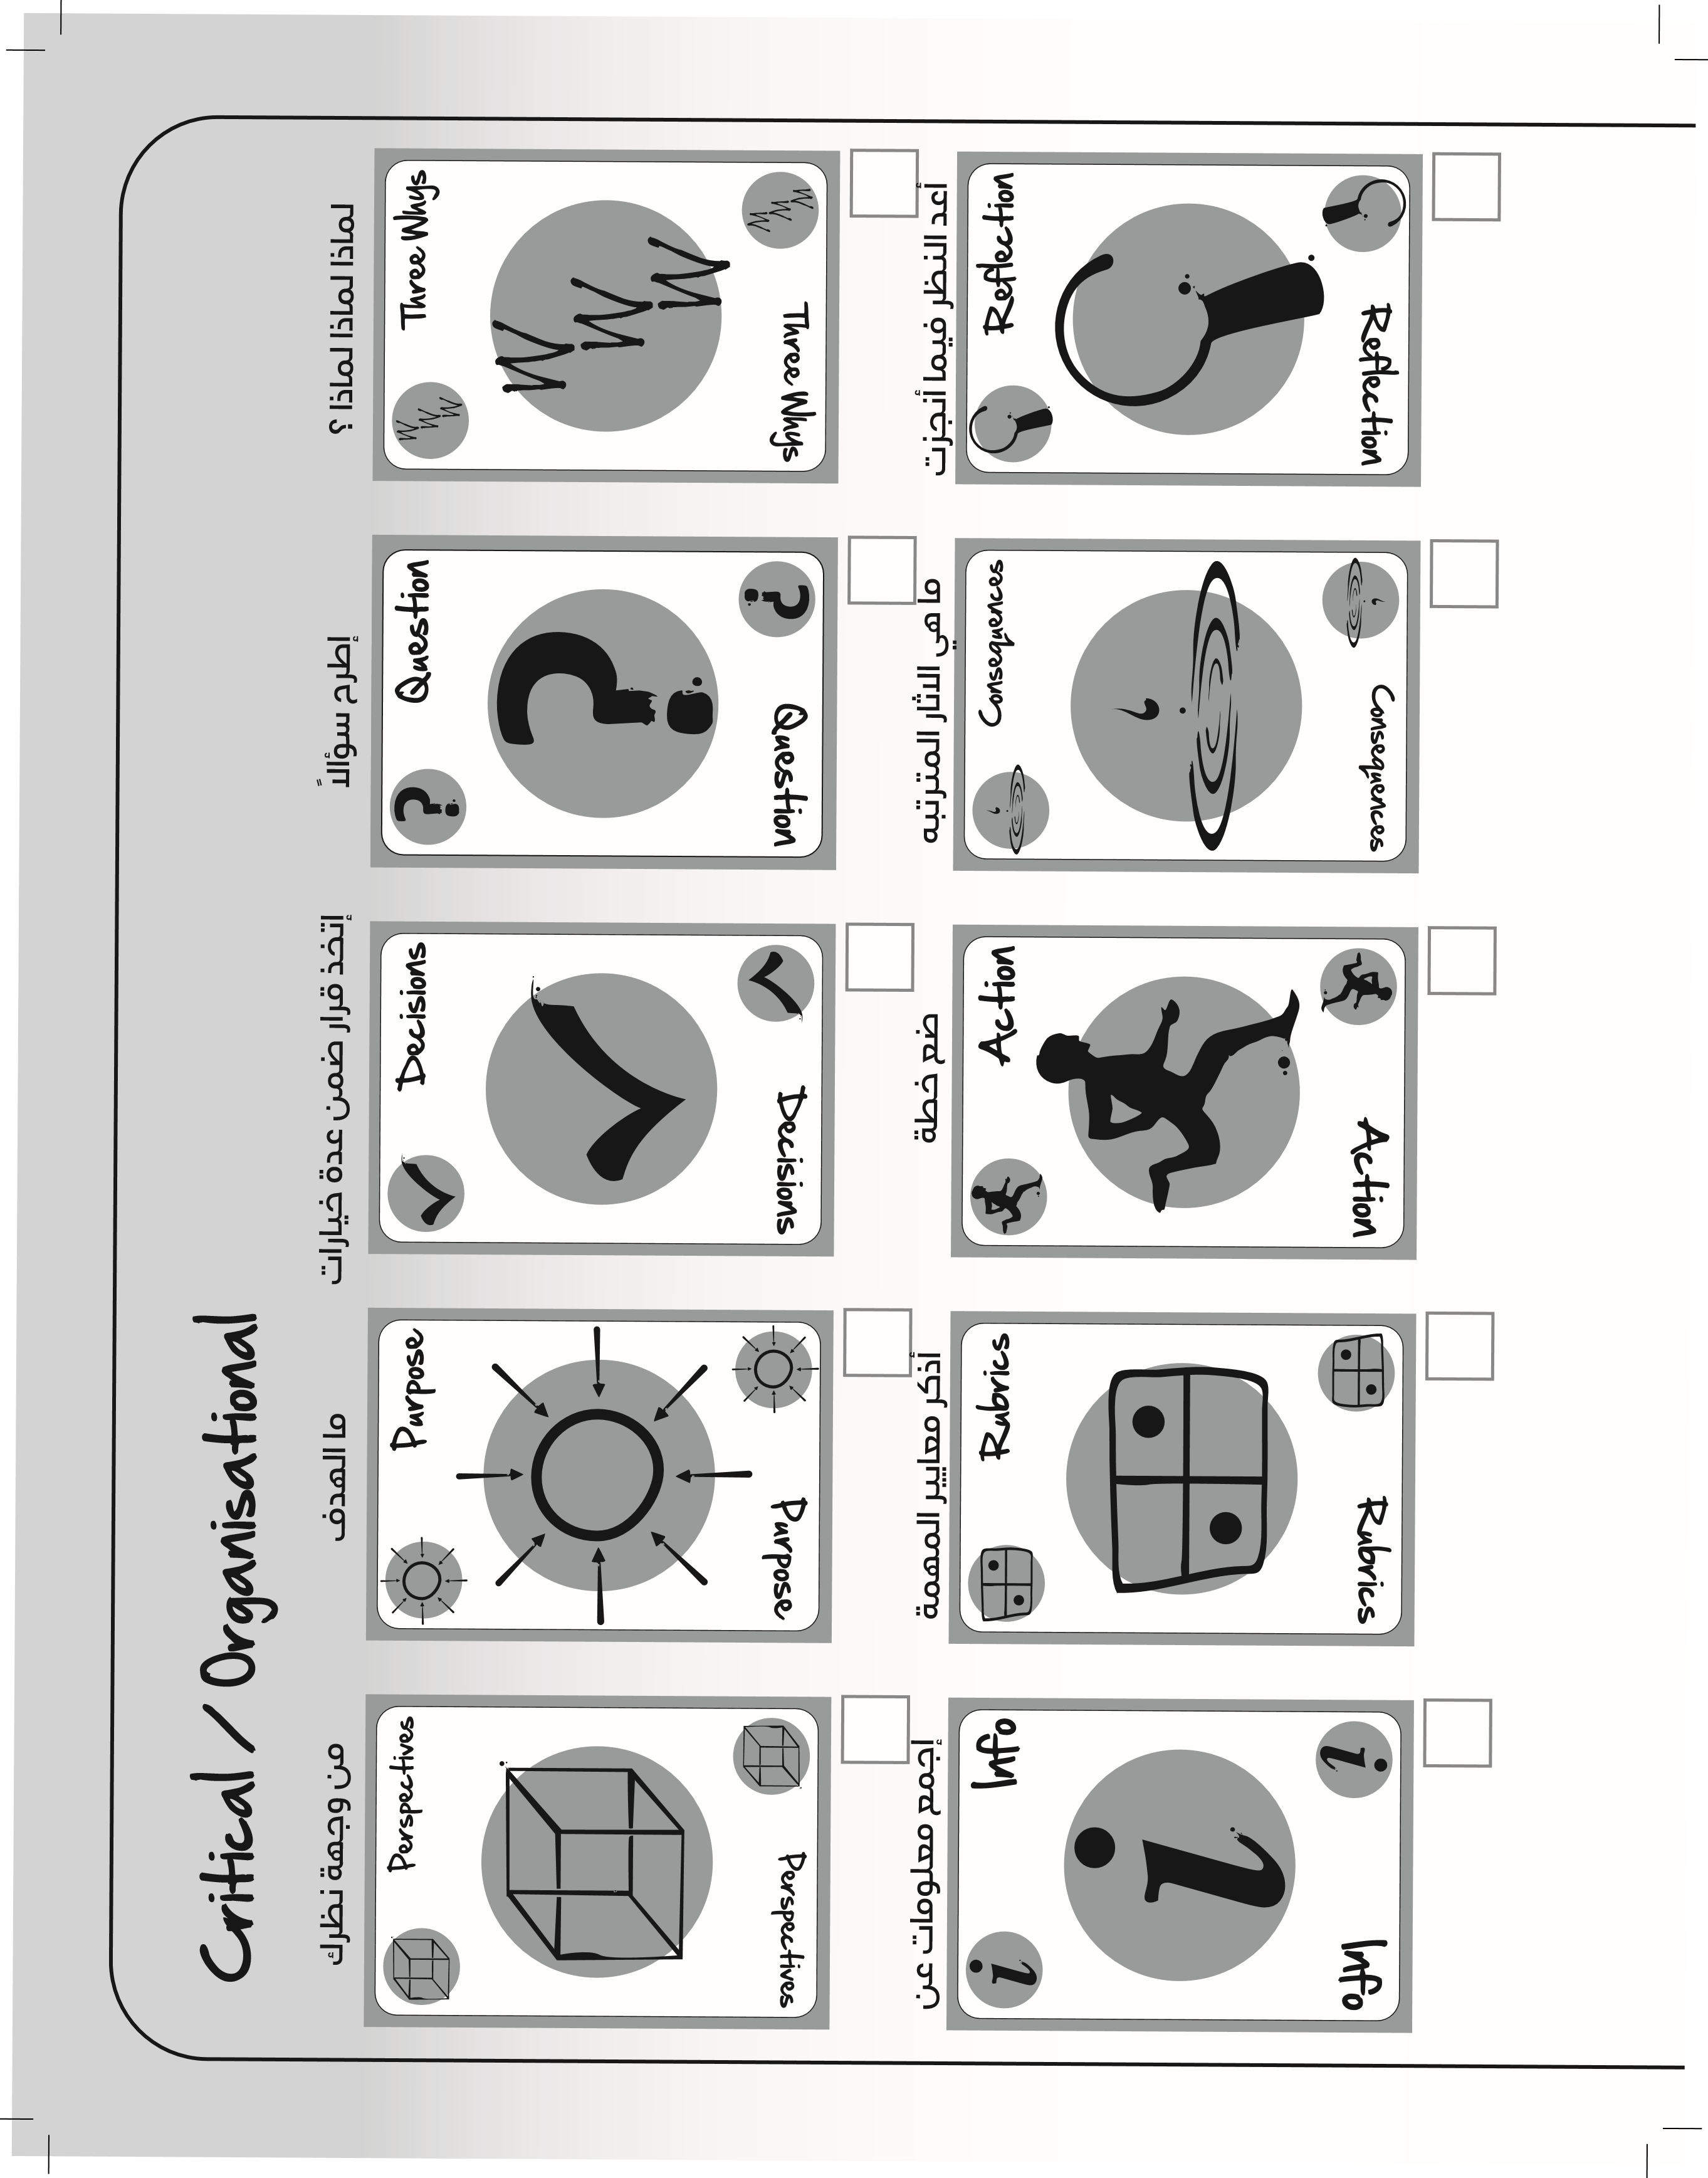 Critical / Organisational
من وجهة نظرك
ما الهدف
إتخذ قرار ضمن عدة خيارات
إطرح سؤالاً
لماذا لماذا لماذا ؟
Perspectives
Perspectives
Purpose
Purpose
Decisions
Decisions
Question
?
?
?
Question
Three Whys
W W W
W W W
W W W
Three Whys
أجمع معلومات عن
أذكر معايير المهمة
ضع خطة
ما هي الاثار المترتبه
أعد النظر فيما أنجزت
Info
i
i
i
Info
Rubrics
Rubrics
Action
Action
Consequences
Consequences
Reflection
Reflection